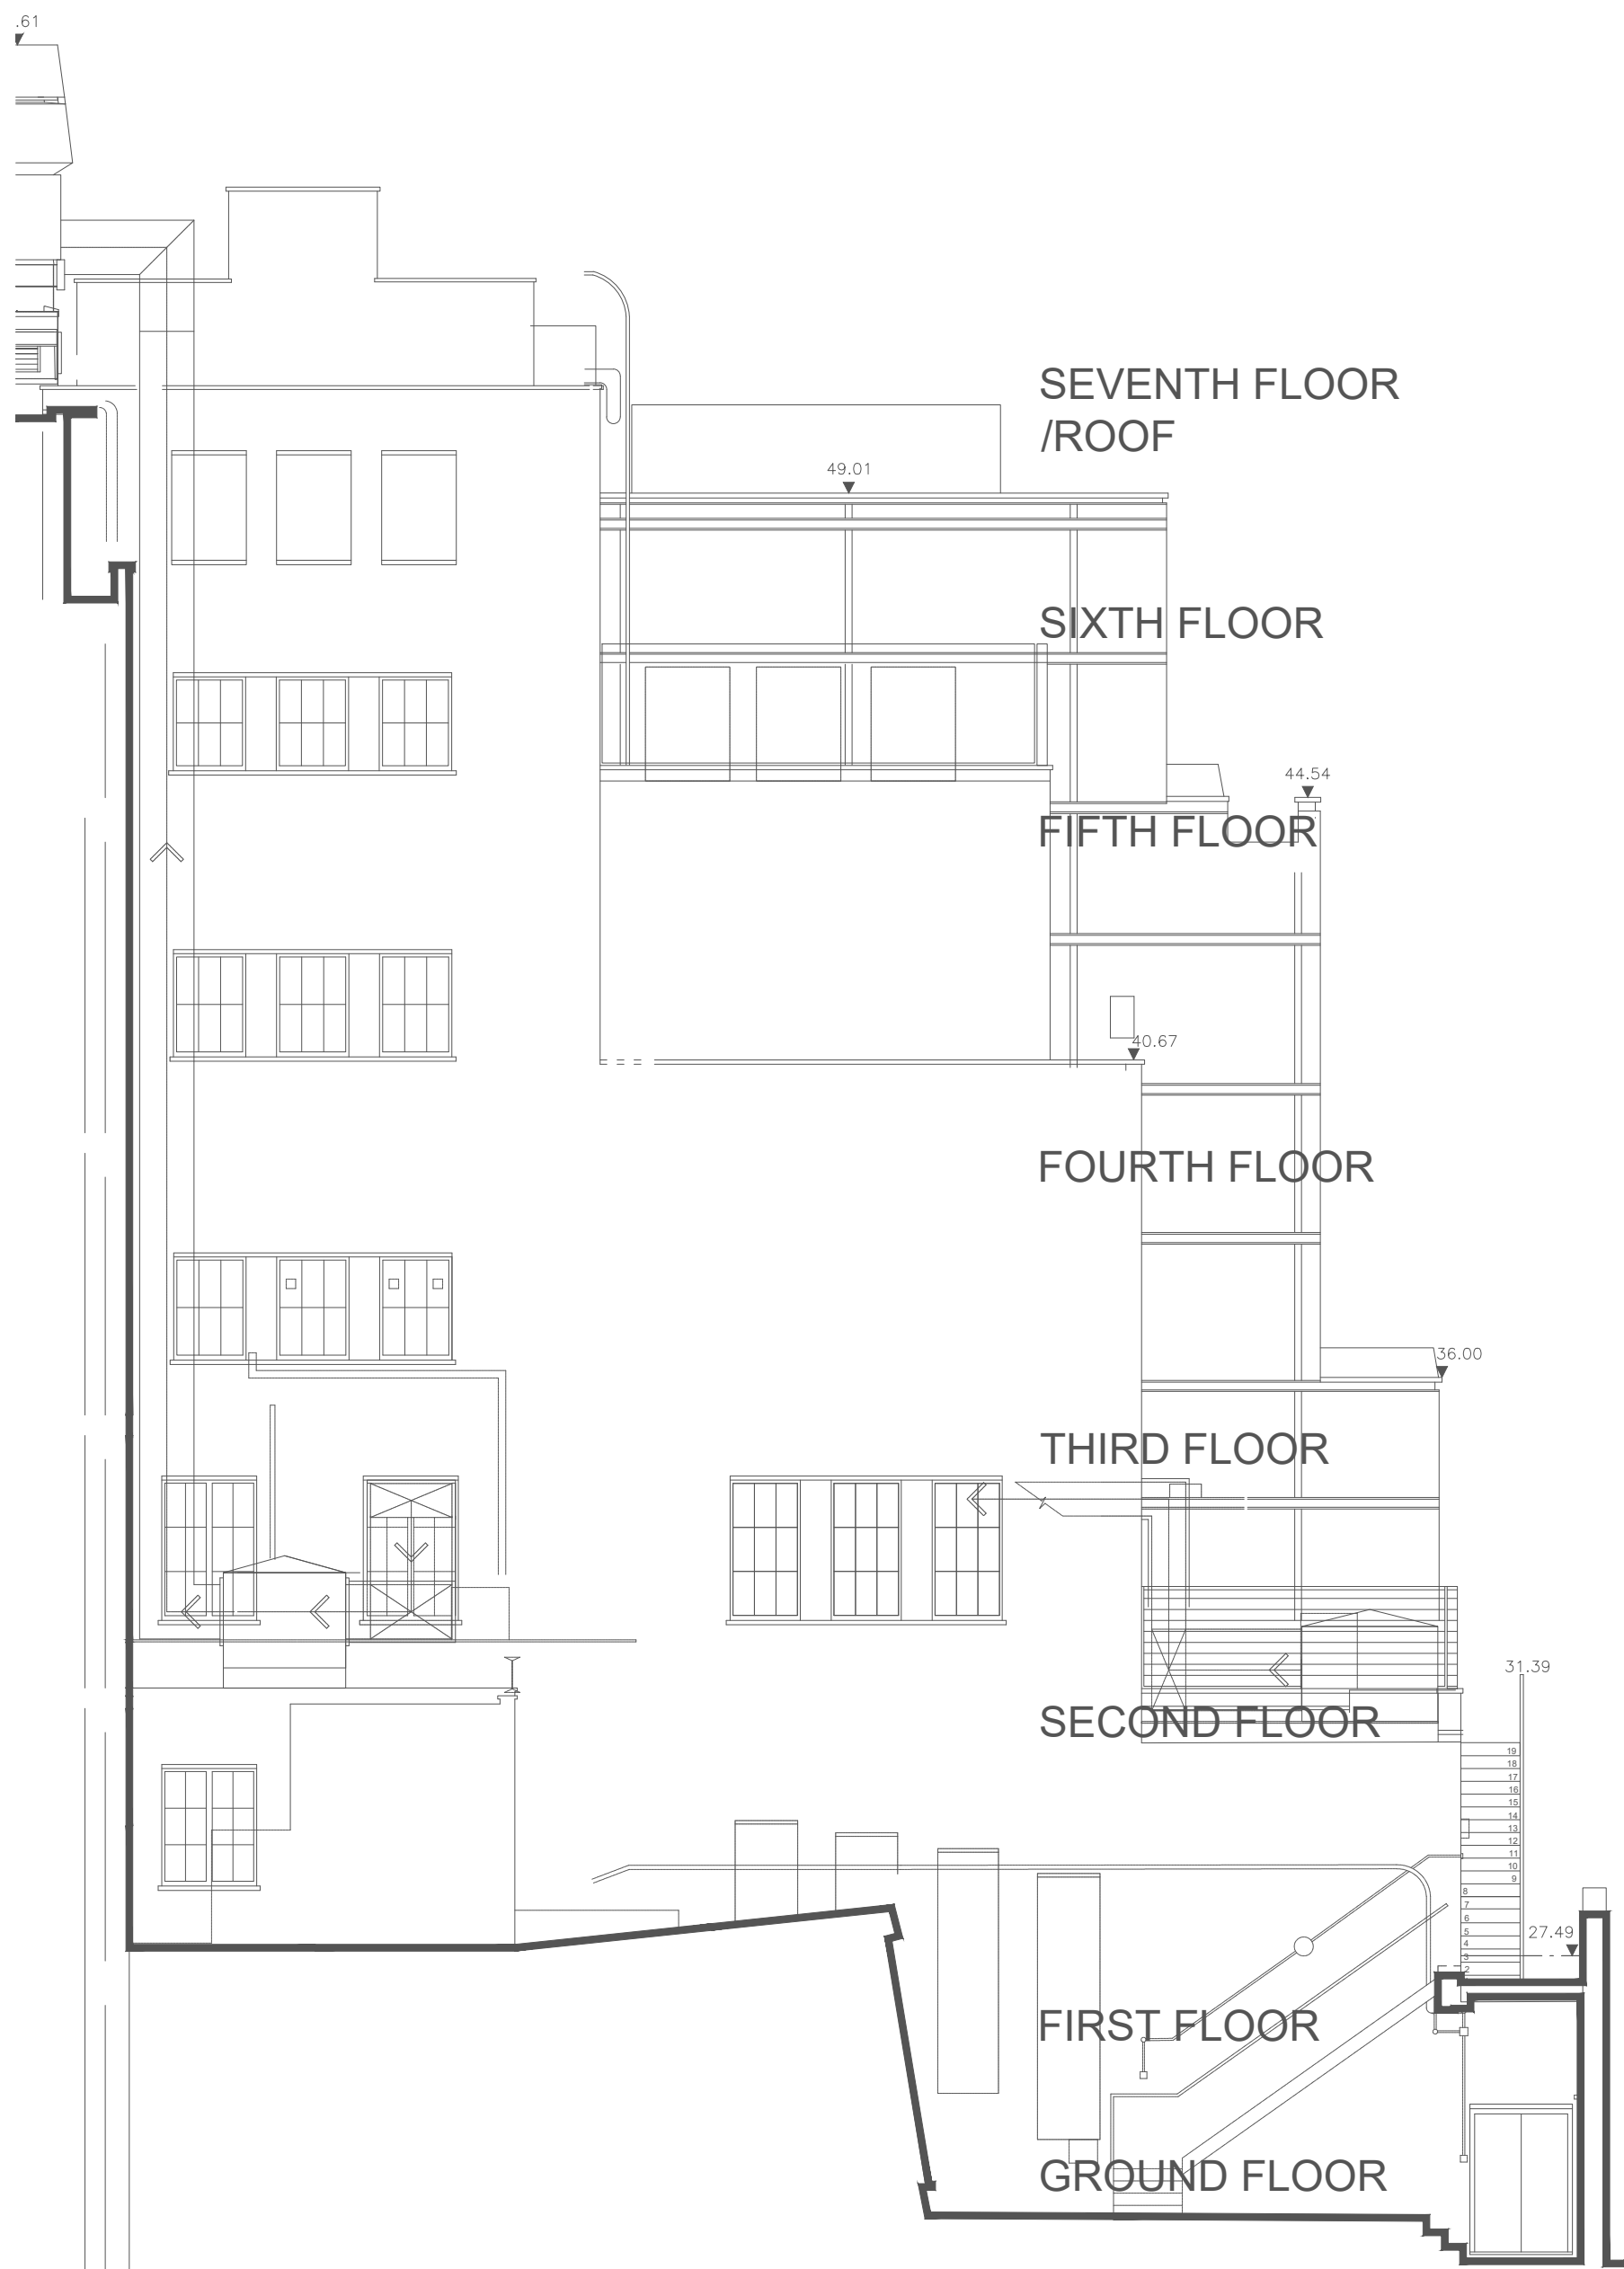 .61
SEVENTH FLOOR
/ROOF
49.01
SIXTH FLOOR
44.54
FIFTH FLOOR
40.67
FOURTH FLOOR
36.00
THIRD FLOOR
31.39
SECOND FLOOR
19
18
17
16
15
14
13
12
11
10
9
8
7
6
5
27.49
4
3
2
FIRST FLOOR
GROUND FLOOR